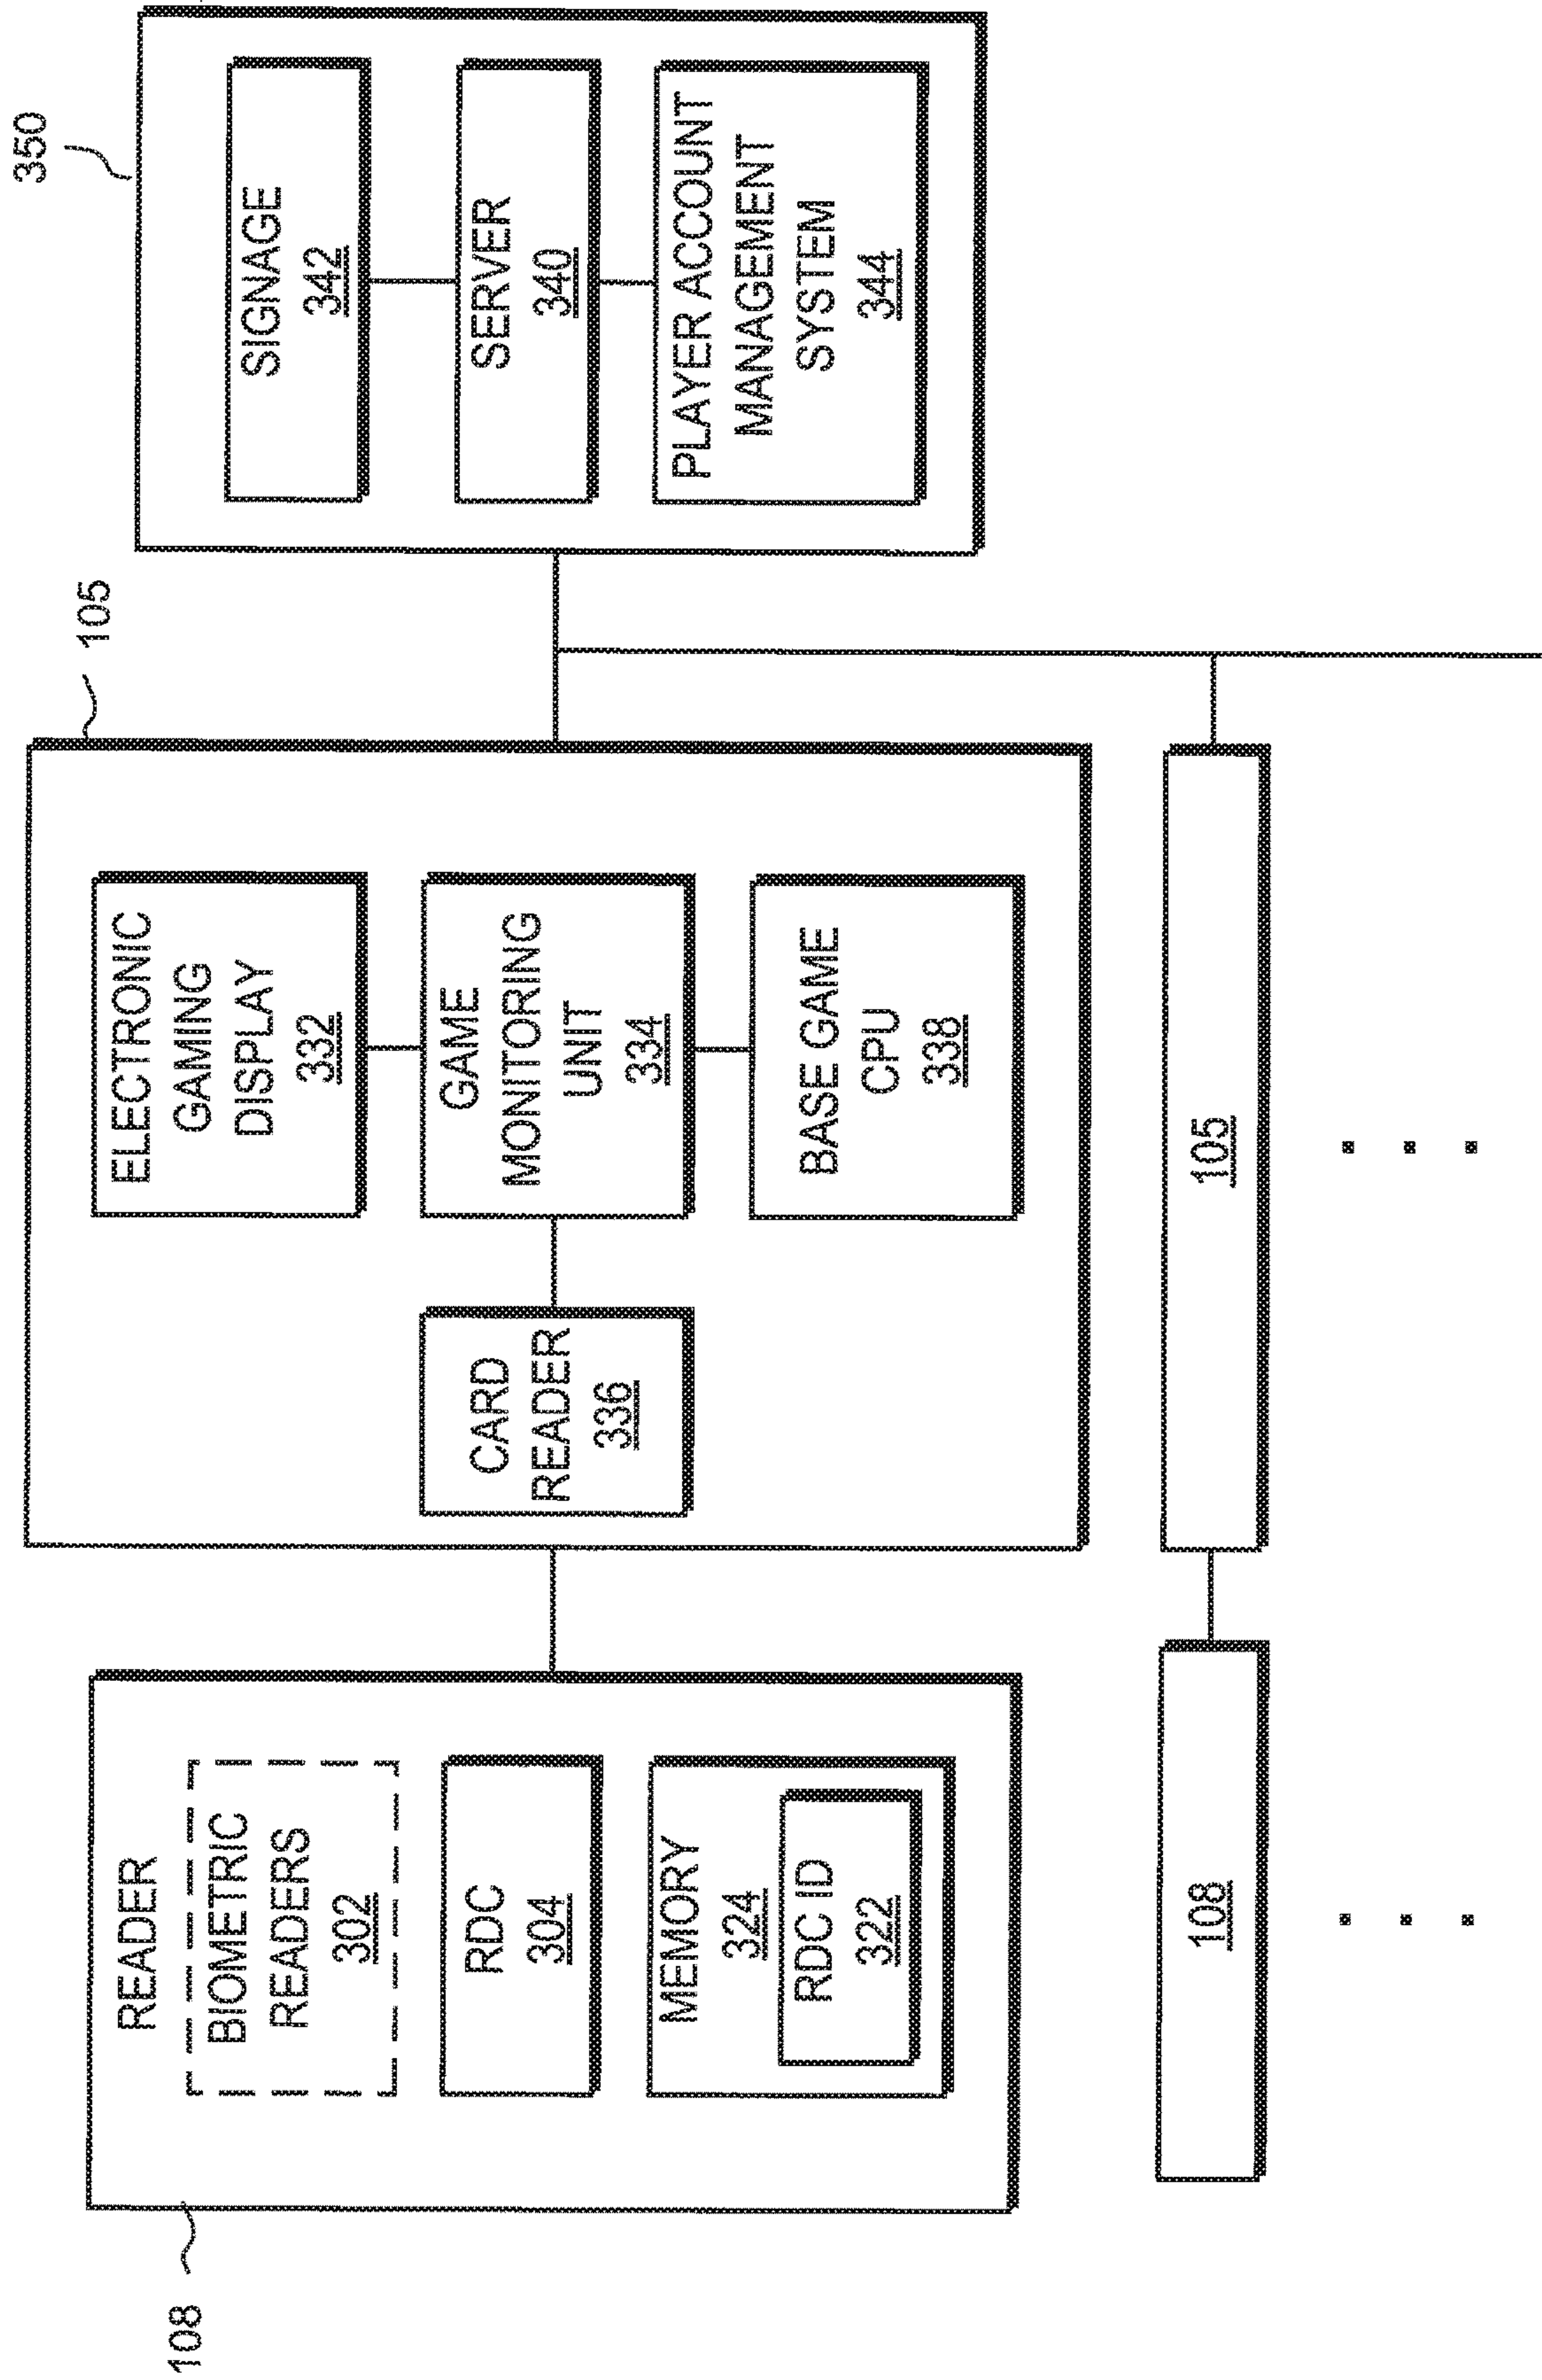 108
READER
BIOMETRIC
READERS
302
RDC
304
MEMORY
324
RDC ID
322
105
ELECTRONIC
GAMING
DISPLAY
332
GAME
MONITORING
UNIT
334
CARD
READER
336
BASE GAME
CPU
338
350
SIGNAGE
342
SERVER
340
PLAYER ACCOUNT
MANAGEMENT
SYSTEM
344
108
105